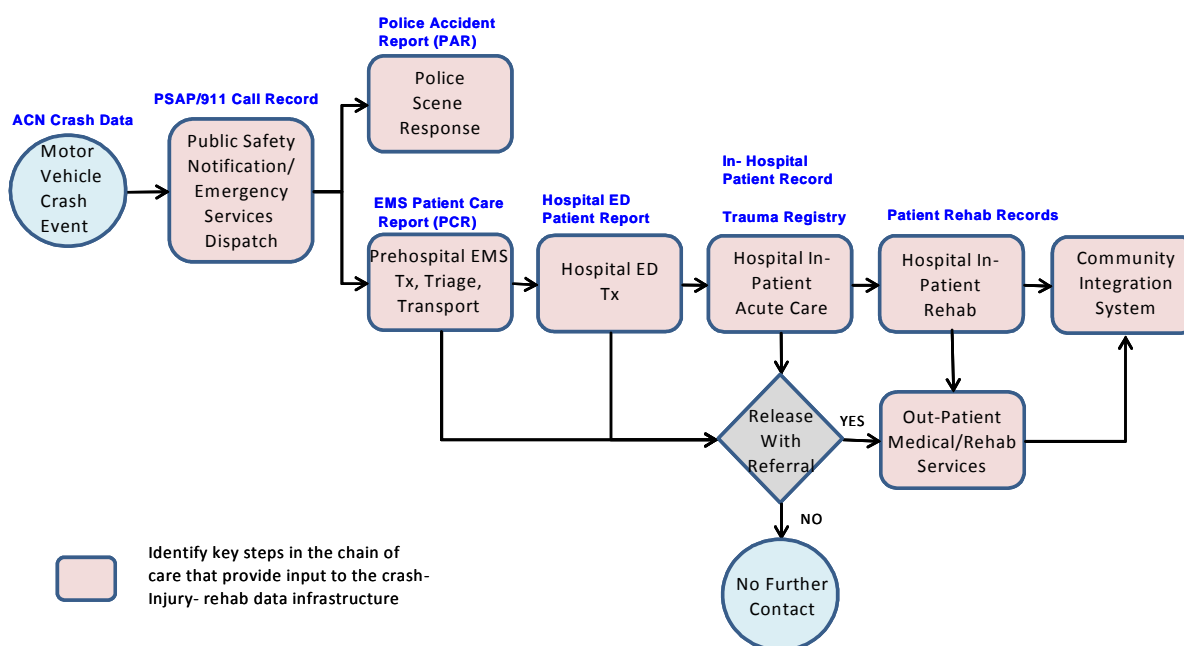 Police Accident
Report (PAR)
Police
Scene
Response
PSAP/911 Call Record
Public Safety
Notification/
Emergency
Services
Dispatch
ACN Crash Data
Motor
Vehicle
Crash
Event
EMS Patient Care
Report (PCR)
Prehospital EMS
Tx, Triage,
Transport
Hospital ED
Patient Report
Hospital ED
Tx
In- Hospital
Patient Record
Trauma Registry
Hospital In-
Patient
Acute Care
Patient Rehab Records
Hospital In-
Patient
Rehab
Community
Integration
System
Release
With
Referral
YES
Out-Patient
Medical/Rehab
Services
NO
No Further
Contact
Identify key steps in the chain of
care that provide input to the crash-
Injury- rehab data infrastructure